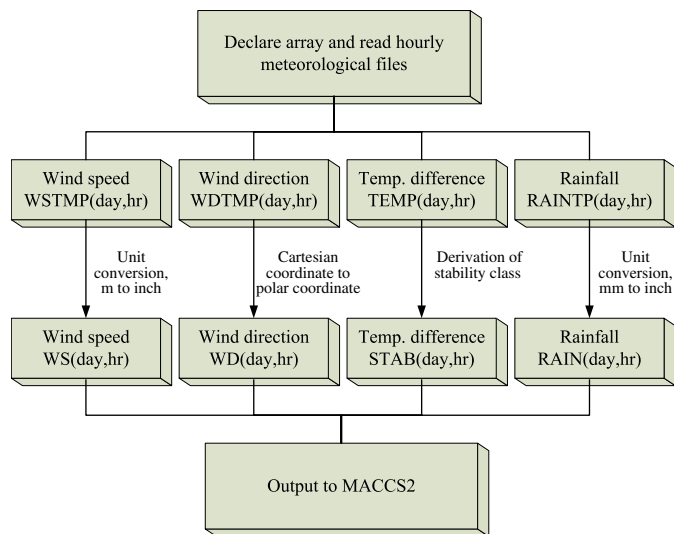 Declare array and read hourly
meteorological files
Wind speed
WSTMP(day,hr)
Wind direction
WDTMP(day,hr)
Temp. difference
TEMP(day,hr)
Rainfall
RAINTP(day,hr)
Unit
conversion,
m to inch
Cartesian
coordinate to
polar coordinate
Derivation of
stability class
Unit
conversion,
mm to inch
Wind speed
WS(day,hr)
Wind direction
WD(day,hr)
Temp. difference
STAB(day,hr)
Rainfall
RAIN(day,hr)
Output to MACCS2